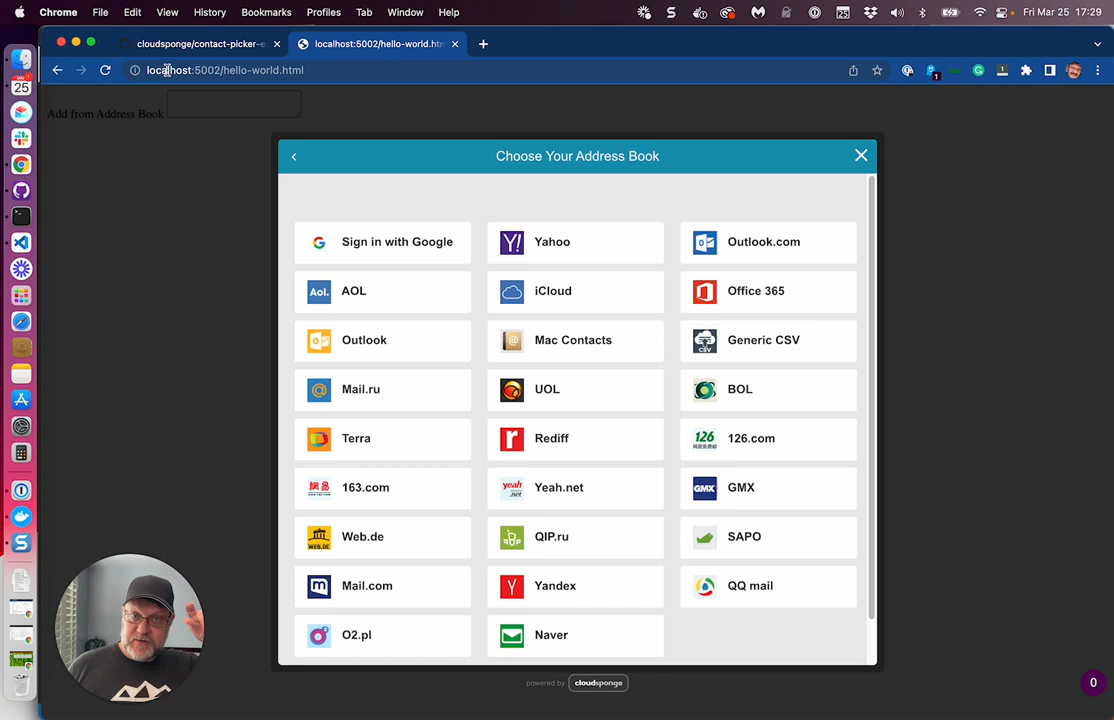 Chrome File Edit View History Bookmarks Profiles Tab Window Help Fri Mar 25 17:29
cloudsponge/contact-picker-e localhost:5002/hello-world.htm
localhost:5002/hello-world.html
Add from Address Book
Choose Your Address Book
Sign in with Google Yahoo Outlook.com
AOL iCloud Office 365
Outlook Mac Contacts Generic CSV
Mail.ru UOL BOL
Terra Rediff 126.com
163.com Yeah.net GMX
Web.de QIP.ru SAPO
Mail.com Yandex QQ mail
O2.pl Naver
powered by cloudsponge
0